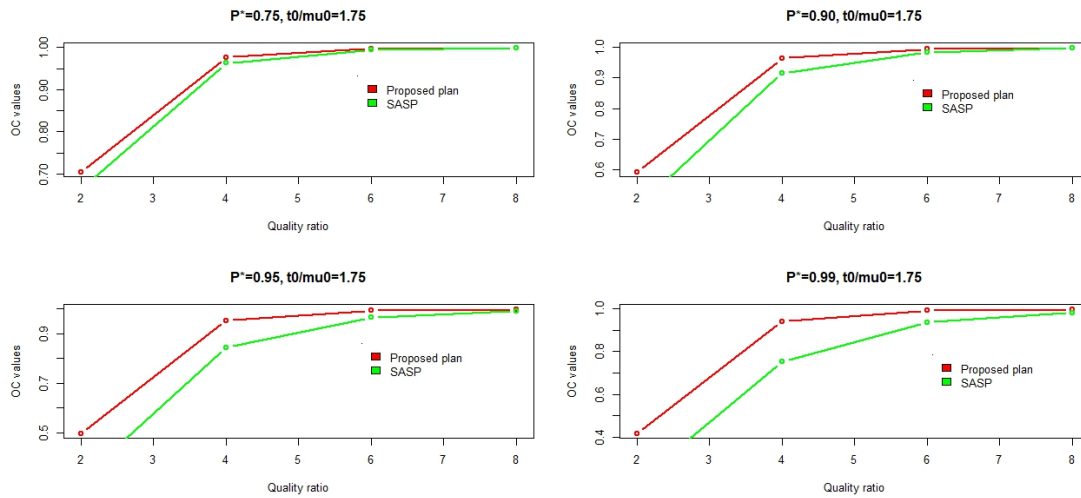 P*=0.75, t0/mu0=1.75
OC values
1.00
0.90
0.80
0.70
Proposed plan
SASP
2 3 4 5 6 7 8
Quality ratio
P*=0.90, t0/mu0=1.75
OC values
1.0
0.9
0.8
0.7
0.6
Proposed plan
SASP
2 3 4 5 6 7 8
Quality ratio
P*=0.95, t0/mu0=1.75
OC values
0.9
0.7
0.5
Proposed plan
SASP
2 3 4 5 6 7 8
Quality ratio
P*=0.99, t0/mu0=1.75
OC values
1.0
0.8
0.6
0.4
Proposed plan
SASP
2 3 4 5 6 7 8
Quality ratio